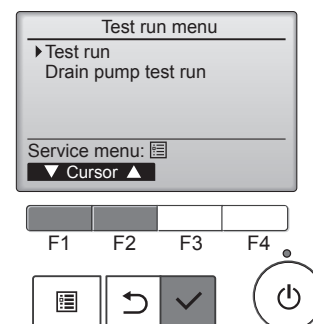 Test run menu
Test run
Drain pump test run
Service menu:
▼ Cursor ▲
F1 F2 F3 F4